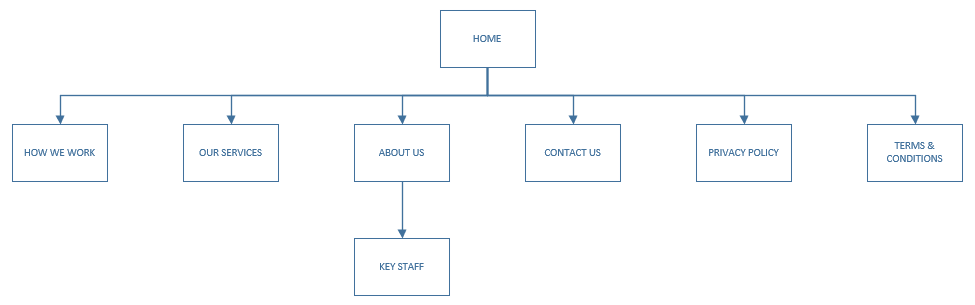 HOME
HOW WE WORK
OUR SERVICES
ABOUT US
CONTACT US
PRIVACY POLICY
TERMS &
CONDITIONS
KEY STAFF